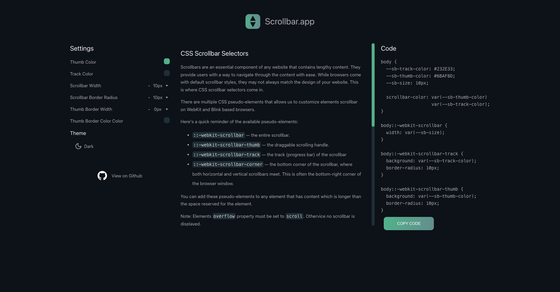 Scrollbar.app
Settings
Thumb Color
Track Color
Scrollbar Width - 10px +
Scrollbar Border Radius - 10px +
Thumb Border Width - 0px +
Thumb Border Color Color
Theme
Dark
View on Github
CSS Scrollbar Selectors
Scrollbars are an essential component of any website that contains lengthy content. They
provide users with a way to navigate through the content with ease. While browsers come
with default scrollbar styles, they may not always match the design of your website. This
is where CSS scrollbar selectors come in.
There are multiple CSS pseudo-elements that allow us to customize elements scrollbar
on WebKit and Blink based browsers.
Here's a quick reminder of the available pseudo-elements:
• ::-webkit-scrollbar — the entire scrollbar.
• ::-webkit-scrollbar-thumb — the draggable scrolling handle.
• ::-webkit-scrollbar-track — the track (progress bar) of the scrollbar
• ::-webkit-scrollbar-corner — the bottom corner of the scrollbar, where
both horizontal and vertical scrollbars meet. This is often the bottom-right corner of
the browser window.
You can add these pseudo-elements to any element that has content which is longer than
the space reserved for the element.
Note: Elements overflow property must be set to scroll. Otherwise no scrollbar is
displayed.
Code
body {
--sb-track-color: #232E33;
--sb-thumb-color: #6BAF8D;
--sb-size: 10px;
scrollbar-color: var(--sb-thumb-color)
var(--sb-track-color);
}
body::-webkit-scrollbar {
width: var(--sb-size);
}
body::-webkit-scrollbar-track {
background: var(--sb-track-color);
border-radius: 10px;
}
body::-webkit-scrollbar-thumb {
background: var(--sb-thumb-color);
border-radius: 10px;
COPY CODE